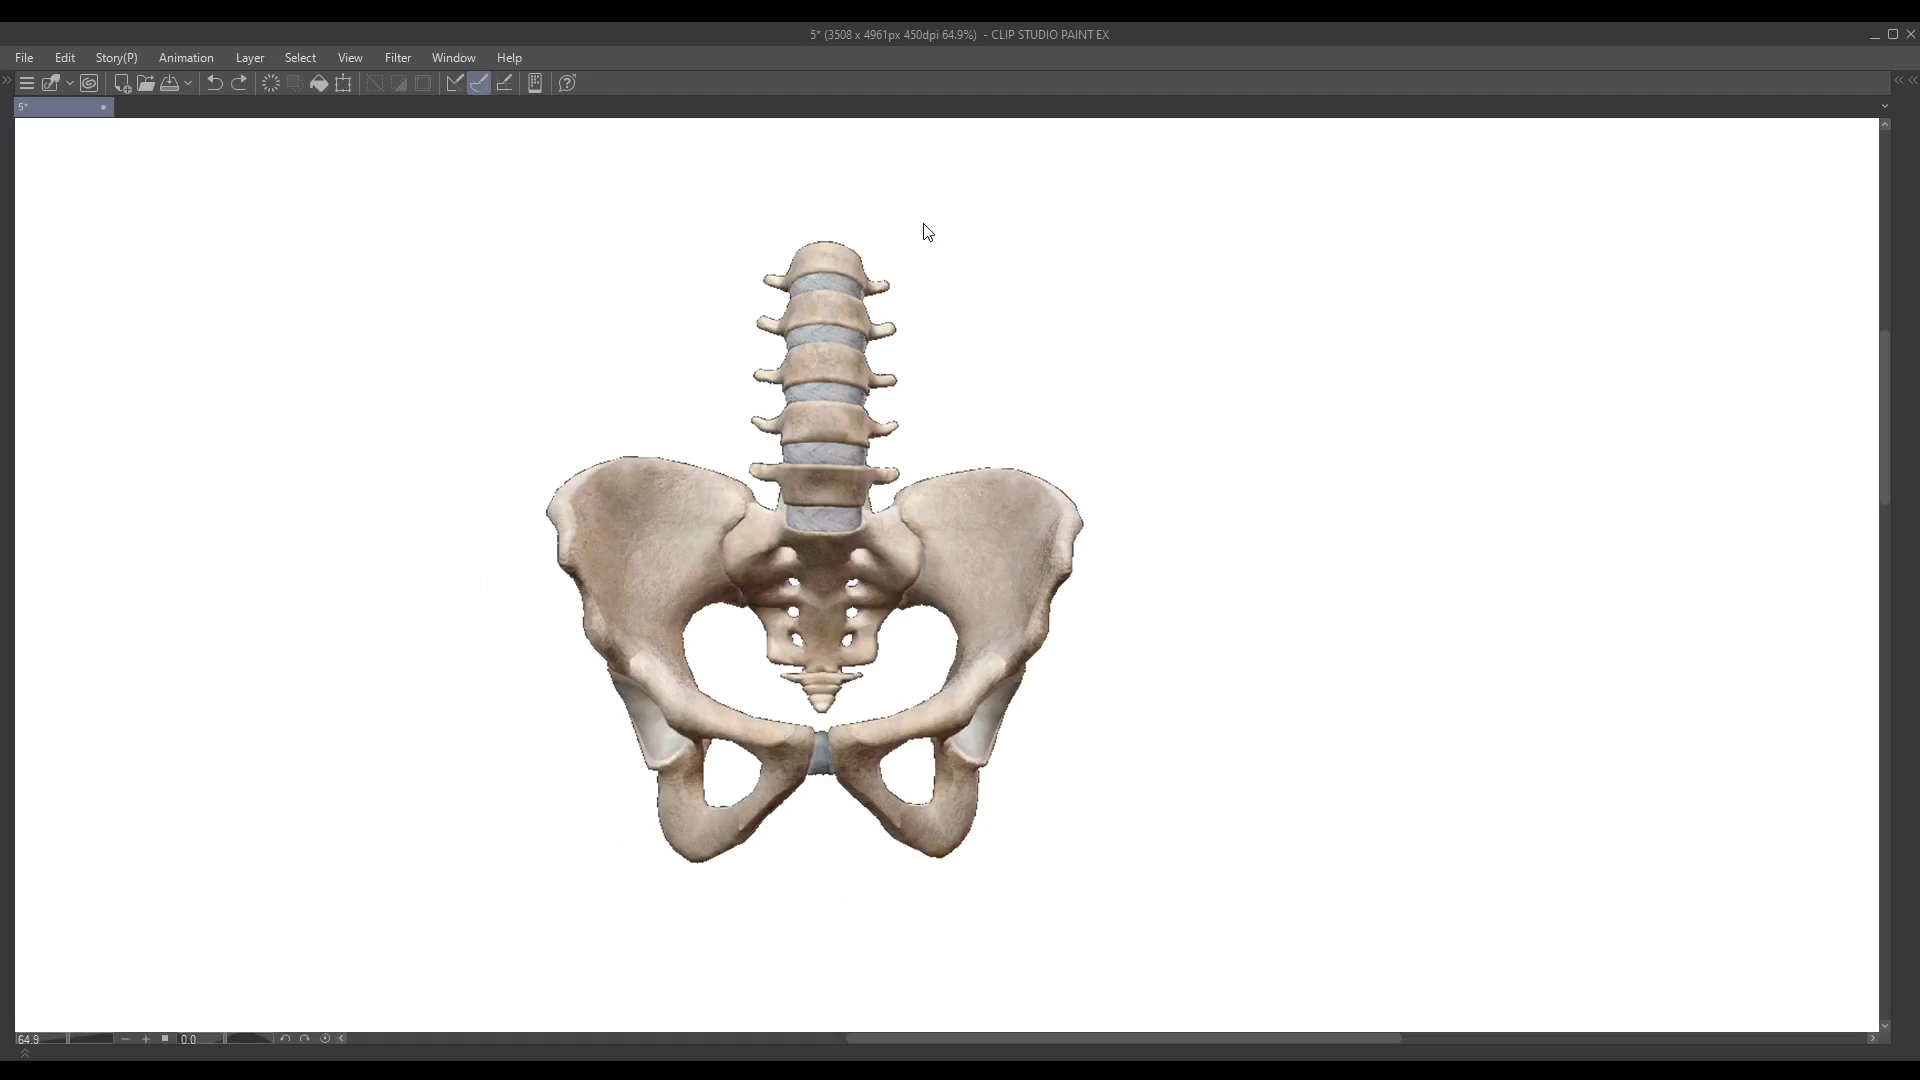 5* (3508 x 4961px 450dpi 64.9%)  - CLIP STUDIO PAINT EX
File Edit Story(P) Animation Layer Select View Filter Window Help
5*
64.9 0.0